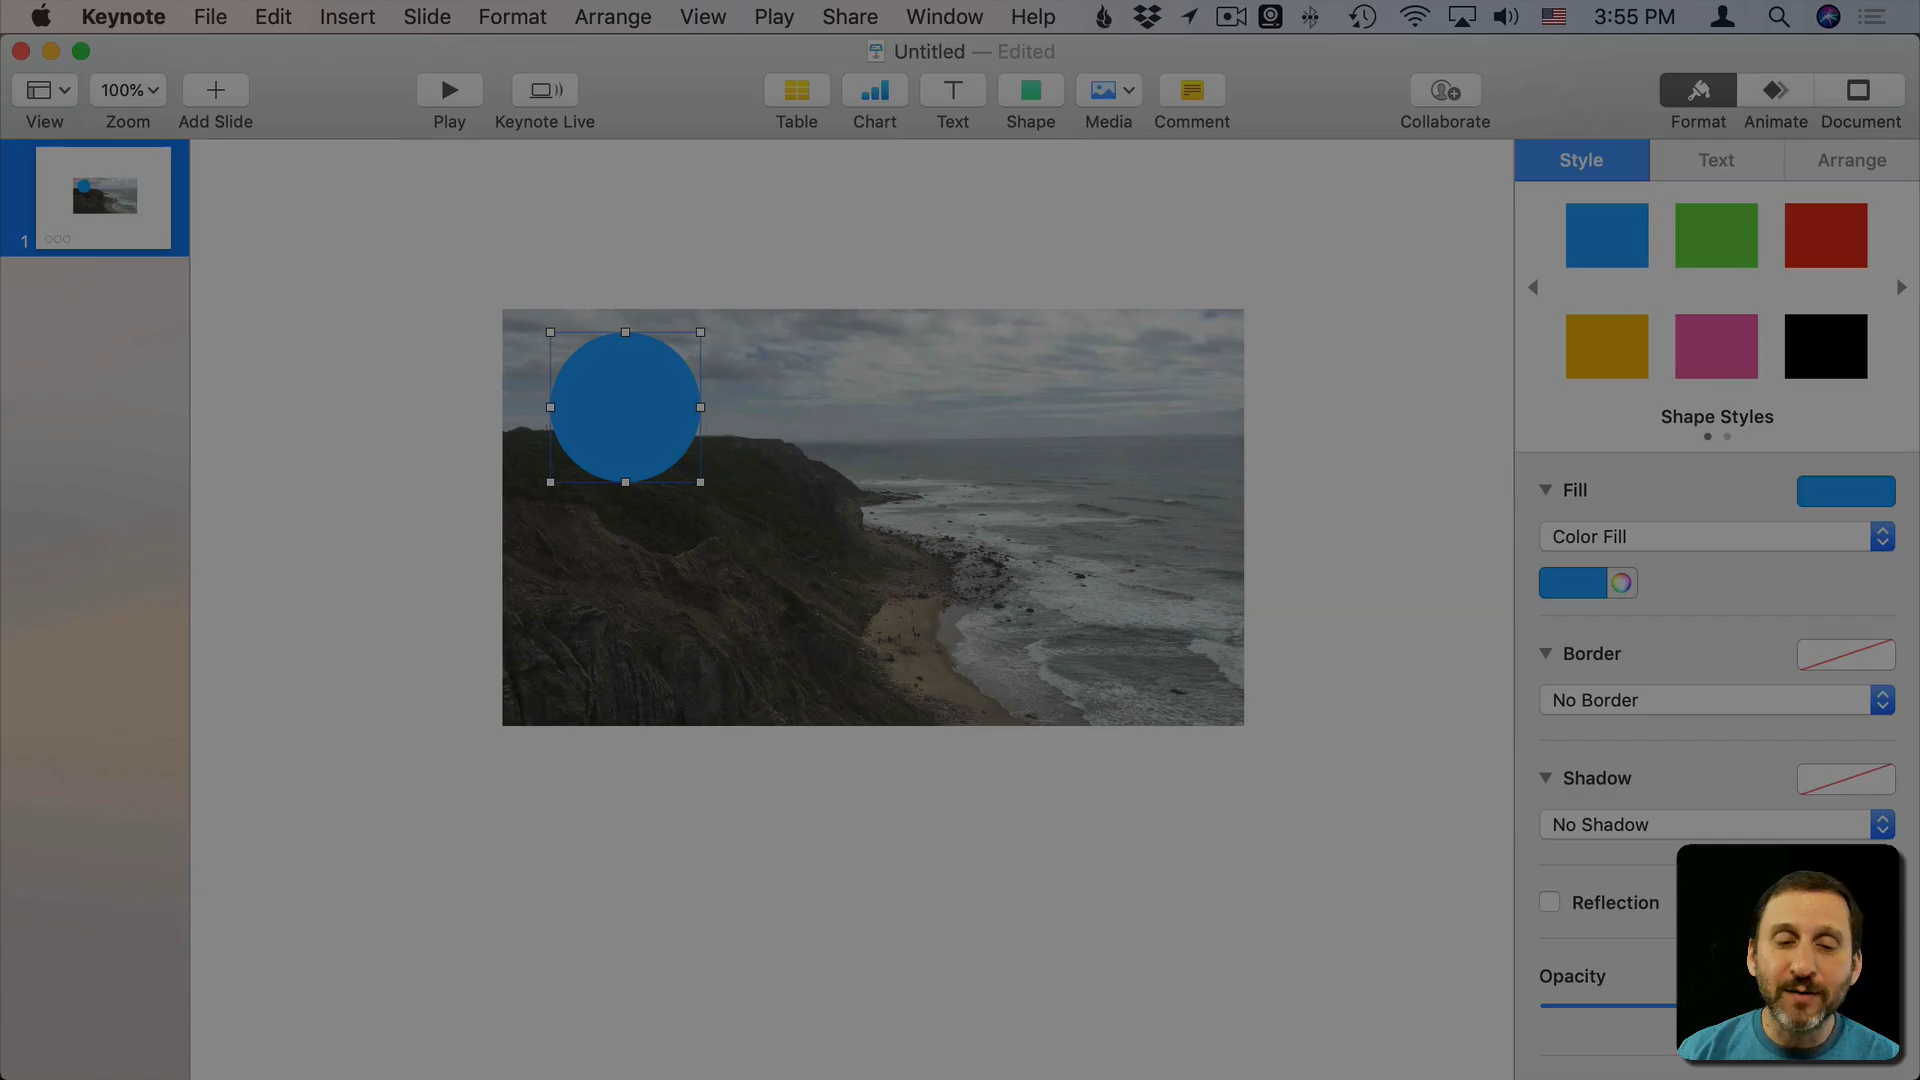 Keynote File Edit Insert Slide Format Arrange View Play Share Window Help 3:55 PM
Untitled — Edited
100%
View Zoom Add Slide Play Keynote Live Table Chart Text Shape Media Comment Collaborate Format Animate Document
Style Text Arrange
1
Shape Styles
Fill
Color Fill
Border
No Border
Shadow
No Shadow
Reflection
Opacity